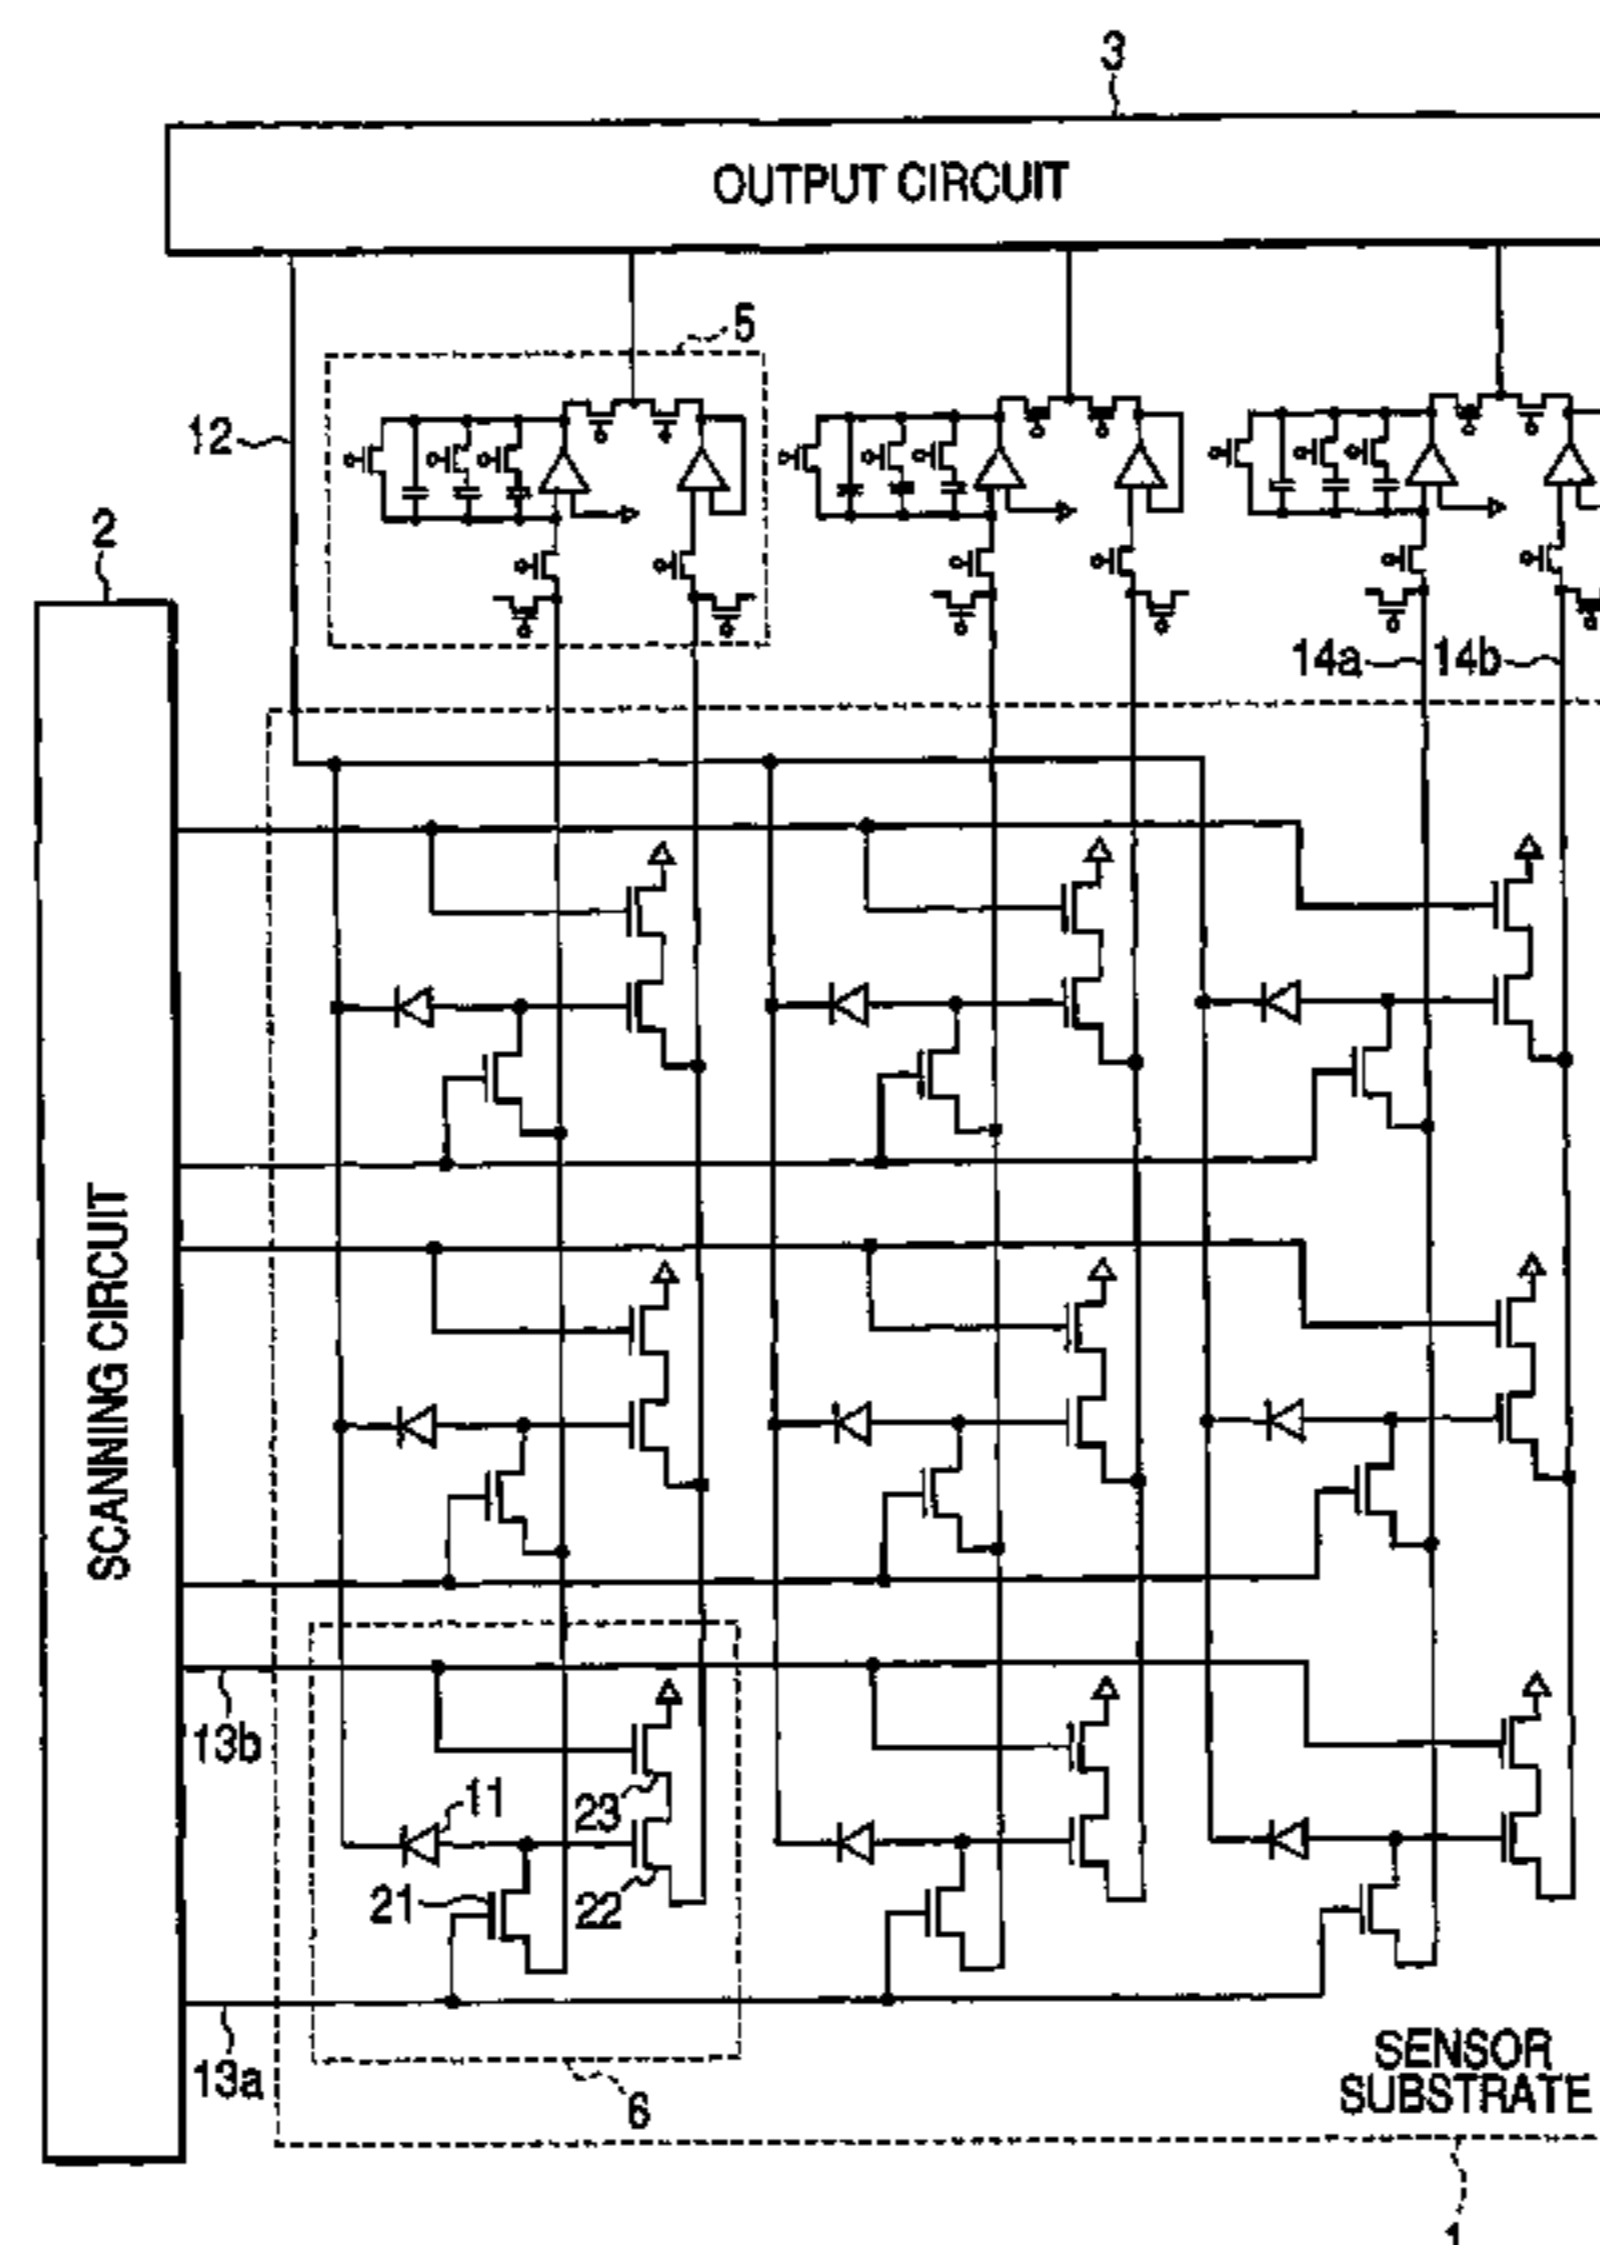 3
OUTPUT CIRCUIT
5
12
2
14a
14b
SCANNING CIRCUIT
13b
11
23
21
22
13a
6
SENSOR
SUBSTRATE
1